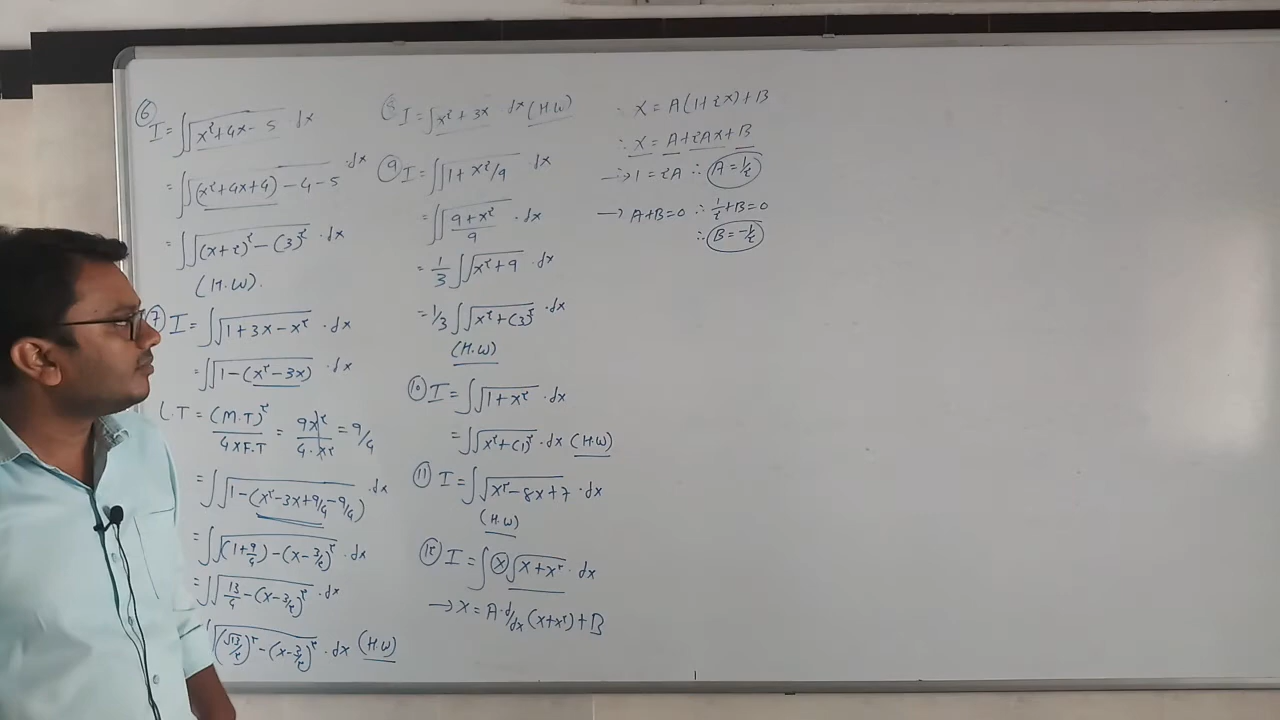 ⑥ I = ∫√(x²+4x-5) dx
= ∫√((x²+4x+4) -4-5) .dx
= ∫√((x+2)² - (3)²) .dx
(H.W).
⑦ I = ∫√(1+3x-x²) .dx
= ∫√(1-(x²-3x)) .dx
L.T = (M.T)²/4xF.T = 9x²/4.x² = 9/4
= ∫√(1-(x²-3x+9/4-9/4)) .dx
= ∫√((1+9/4)-(x-3/2)²) .dx
= ∫√(13/4-(x-3/2)²) .dx
√((√13/2)²-(x-3/2)²) .dx (H.W)
⑧ I = ∫√(x²+3x) dx (H.W)
⑨ I = ∫√(1+x²/9) dx
= ∫√((9+x²)/9) .dx
= 1/3 ∫√(x²+9) .dx
= 1/3 ∫√(x²+(3)²) .dx
(H.W)
⑩ I = ∫√(1+x²) .dx
= ∫√(x²+(1)²) .dx (H.W)
⑪ I = ∫√(x²-8x+7) .dx
(H.W)
⑫ I = ∫x√(x+x²) .dx
→ x = A.d/dx(x+x²)+B
∴ x = A(1+2x)+B
∴ x = A+2Ax+B
→ 1 = 2A ∴ A=1/2
→ A+B=0 ∴ 1/2+B=0
∴ B=-1/2